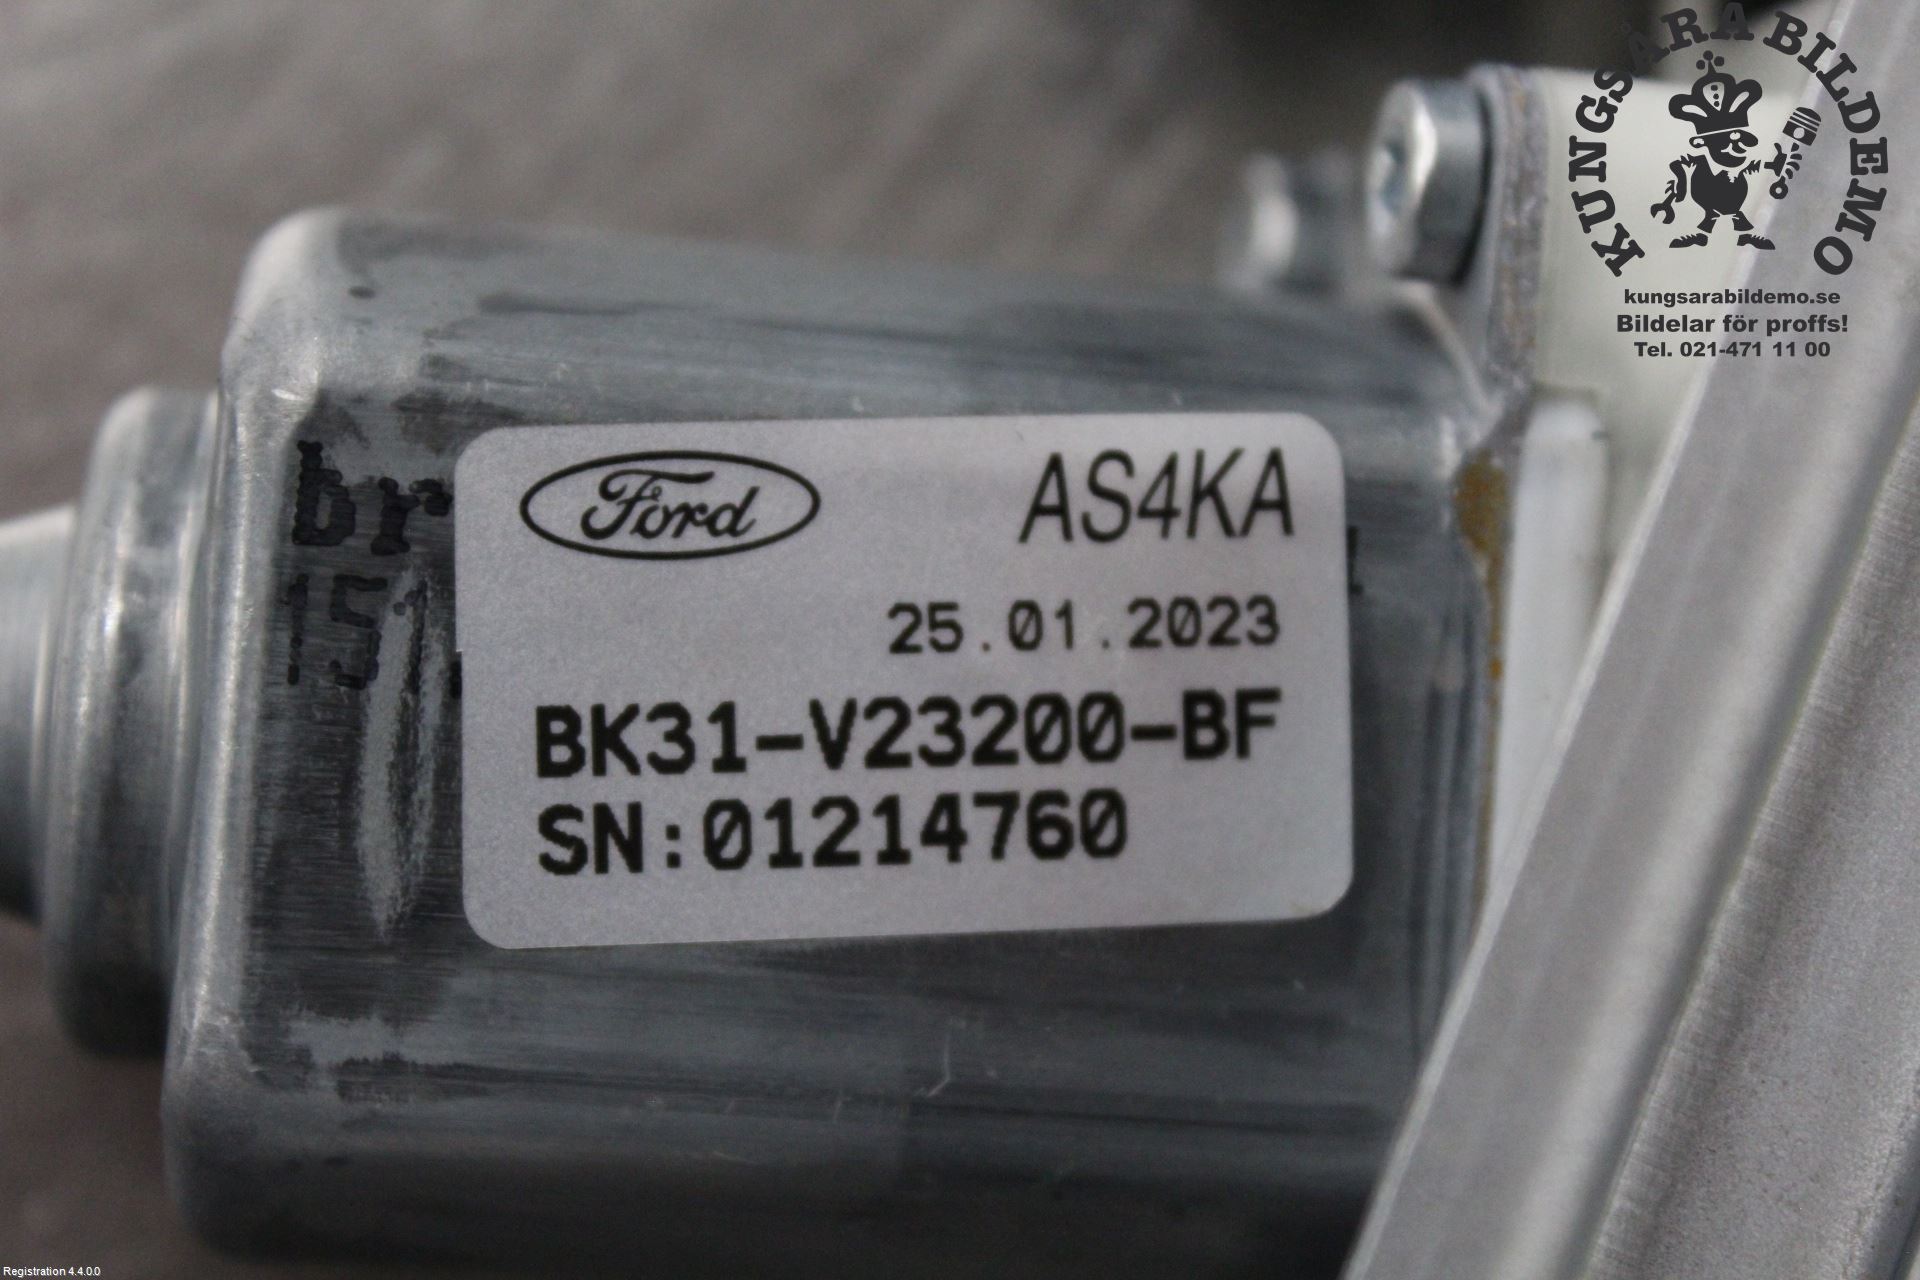 KUNGSÅRA BILDEMO
kungsarabildemo.se
Bildelar för proffs!
Tel. 021-471 11 00
br
Ford
AS4KA
25.01.2023
BK31-V23200-BF
SN:01214760
Registration 4.4.0.0